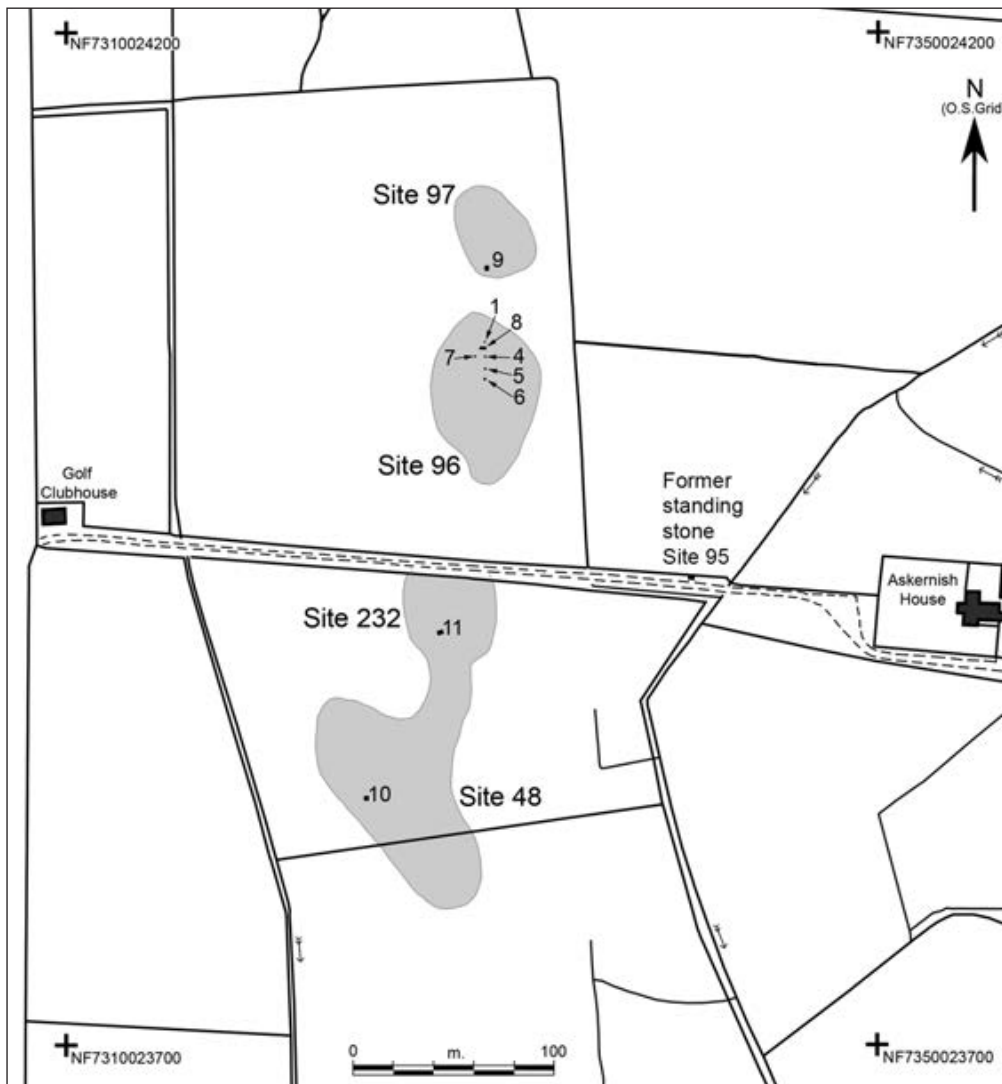 NF7310024200
NF7350024200
N
(O.S.Grid
Site 97
9
1
8
7
4
5
6
Site 96
Golf
Clubhouse
Former
standing
stone
Site 95
Askernish
House
Site 232
11
10
Site 48
NF7310023700
0
m.
100
NF7350023700